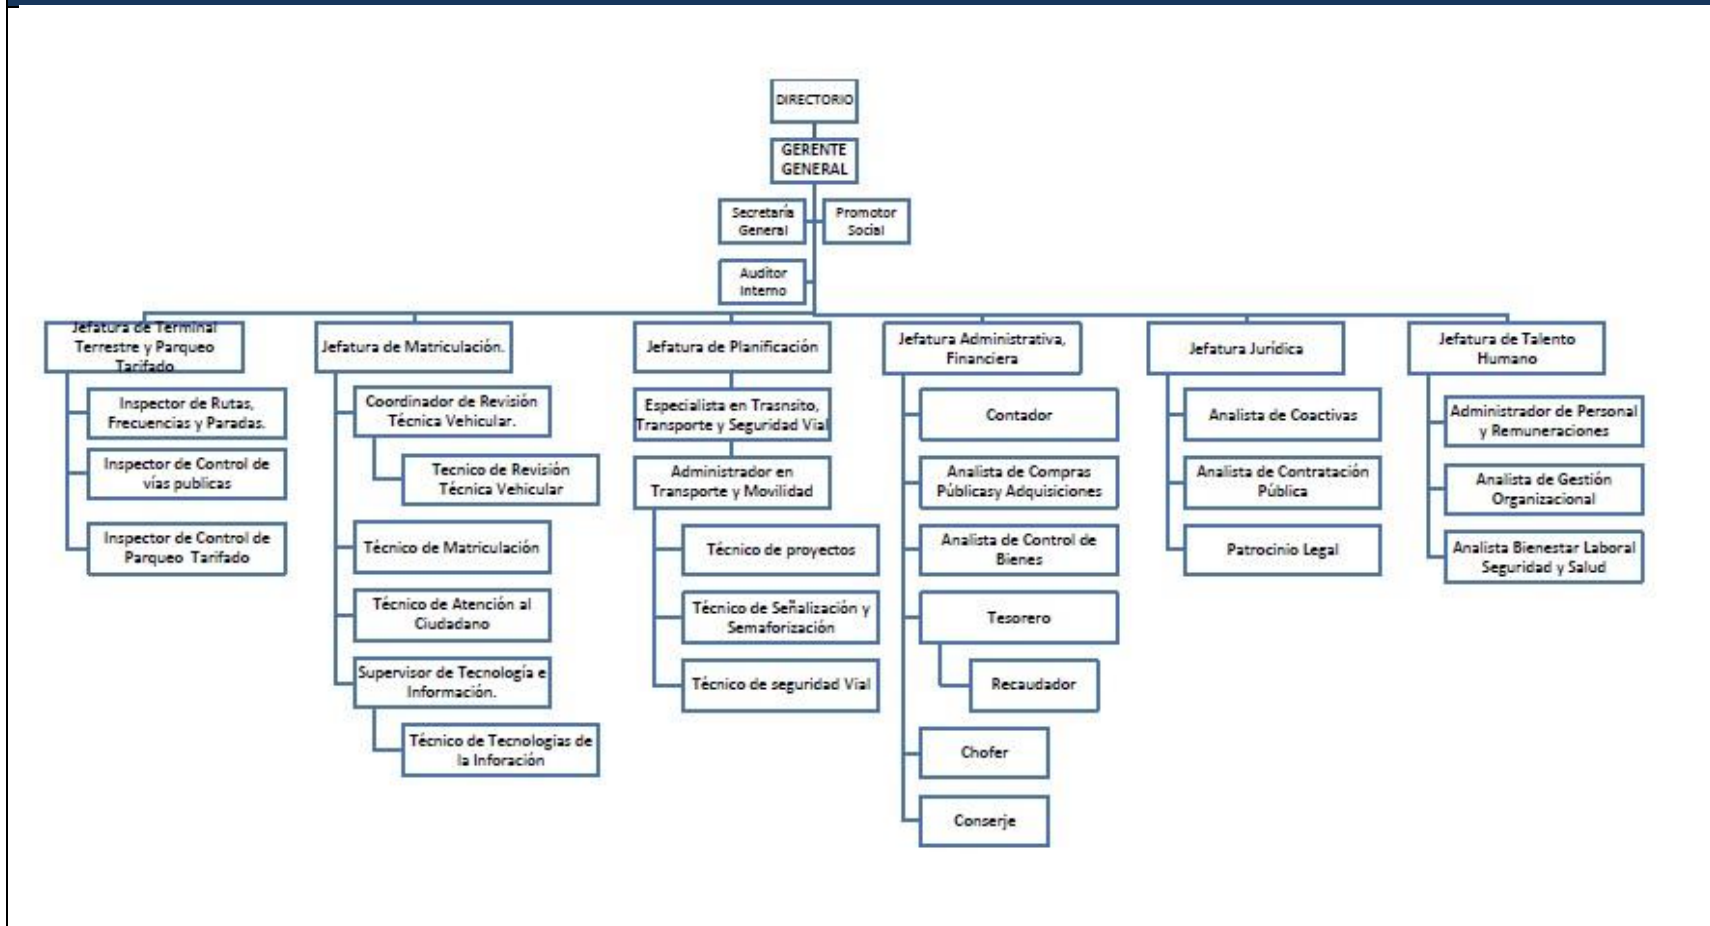 DIRECTORIO
GERENTE
GENERAL
Secretaría
General
Promotor
Social
Auditor
Interno
Jefatura de Terminal
Terrestre y Parqueo
Tarifado
Inspector de Rutas,
Frecuencias y Paradas.
Inspector de Control de
vías publicas
Inspector de Control de
Parqueo Tarifado
Jefatura de Matriculación.
Coordinador de Revisión
Técnica Vehicular.
Tecnico de Revisión
Técnica Vehicular
Técnico de Matriculación
Técnico de Atención al
Ciudadano
Supervisor de Tecnología e
Información.
Técnico de Tecnologias de
la Inforación
Jefatura de Planificación
Especialista en Trasnsito,
Transporte y Seguridad Vial
Administrador en
Transporte y Movilidad
Técnico de proyectos
Técnico de Señalización y
Semaforización
Técnico de seguridad Vial
Jefatura Administrativa,
Financiera
Contador
Analista de Compras
Públicasy Adquisiciones
Analista de Control de
Bienes
Tesorero
Recaudador
Chofer
Conserje
Jefatura Jurídica
Analista de Coactivas
Analista de Contratación
Pública
Patrocinio Legal
Jefatura de Talento
Humano
Administrador de Personal
y Remuneraciones
Analista de Gestión
Organizacional
Analista Bienestar Laboral
Seguridad y Salud